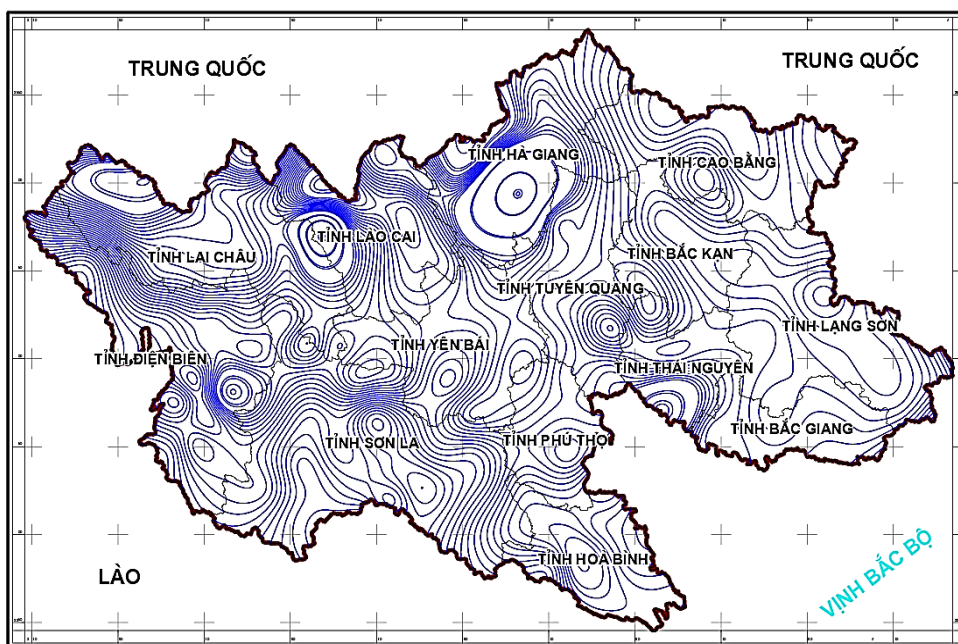 TRUNG QUỐC
TRUNG QUỐC
TỈNH HÀ GIANG
TỈNH CAO BẰNG
TỈNH LÀO CAI
TỈNH LAI CHÂU
TỈNH BẮC KẠN
TỈNH TUYÊN QUANG
TỈNH LẠNG SƠN
TỈNH YÊN BÁI
TỈNH ĐIỆN BIÊN
TỈNH THÁI NGUYÊN
TỈNH BẮC GIANG
TỈNH SƠN LA
TỈNH PHÚ THỌ
TỈNH HOÀ BÌNH
LÀO
VỊNH BẮC BỘ